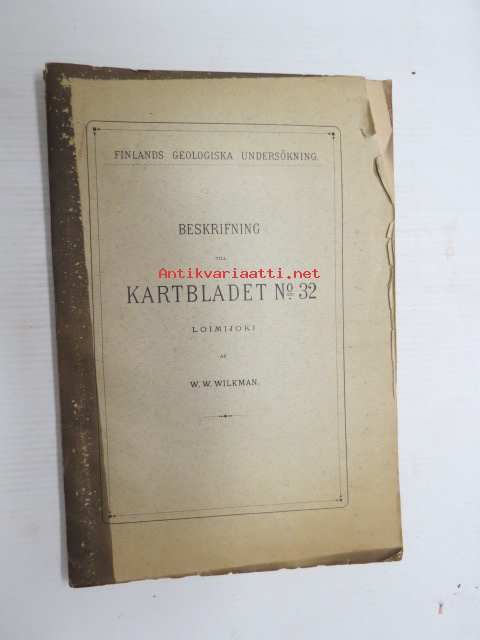 FINLANDS GEOLOGISKA UNDERSÖKNING.
BESKRIFNING
TILL
Antikvariaatti.net
KARTBLADET Nº 32
LOIMIJOKI
AF
W. W. WILKMAN.